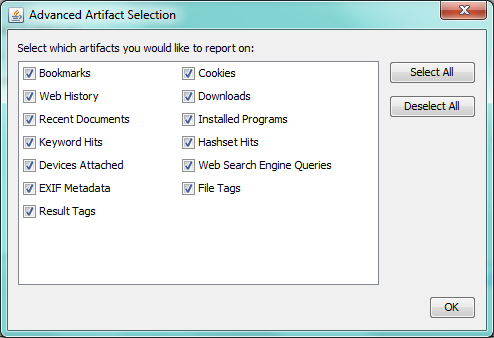 Advanced Artifact Selection
Select which artifacts you would like to report on:
Bookmarks Cookies
Web History Downloads
Recent Documents Installed Programs
Keyword Hits Hashset Hits
Devices Attached Web Search Engine Queries
EXIF Metadata File Tags
Result Tags
Select All
Deselect All
OK